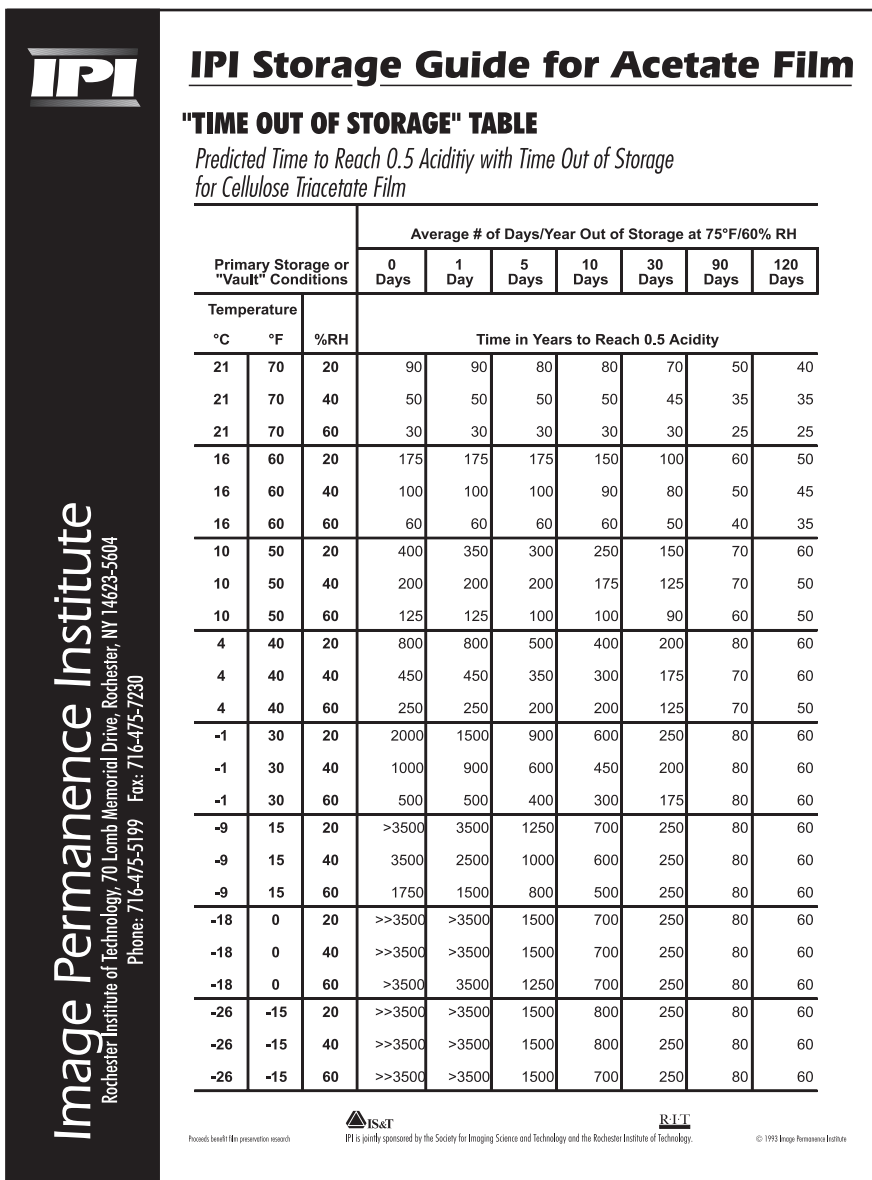 IPI
IPI Storage Guide for Acetate Film
"TIME OUT OF STORAGE" TABLE
Predicted Time to Reach 0.5 Aciditiy with Time Out of Storage
for Cellulose Triacetate Film
Average # of Days/Year Out of Storage at 75°F/60% RH
Primary Storage or "Vault" Conditions 0 Days 1 Day 5 Days 10 Days 30 Days 90 Days 120 Days
Temperature
°C °F %RH Time in Years to Reach 0.5 Acidity
21 70 20 90 90 80 80 70 50 40
21 70 40 50 50 50 50 45 35 35
21 70 60 30 30 30 30 30 25 25
16 60 20 175 175 175 150 100 60 50
16 60 40 100 100 100 90 80 50 45
16 60 60 60 60 60 60 50 40 35
10 50 20 400 350 300 250 150 70 60
10 50 40 200 200 200 175 125 70 50
10 50 60 125 125 100 100 90 60 50
4 40 20 800 800 500 400 200 80 60
4 40 40 450 450 350 300 175 70 60
4 40 60 250 250 200 200 125 70 50
-1 30 20 2000 1500 900 600 250 80 60
-1 30 40 1000 900 600 450 200 80 60
-1 30 60 500 500 400 300 175 80 60
-9 15 20 >3500 3500 1250 700 250 80 60
-9 15 40 3500 2500 1000 600 250 80 60
-9 15 60 1750 1500 800 500 250 80 60
-18 0 20 >>3500 >3500 1500 700 250 80 60
-18 0 40 >>3500 >3500 1500 700 250 80 60
-18 0 60 >3500 3500 1250 700 250 80 60
-26 -15 20 >>3500 >3500 1500 800 250 80 60
-26 -15 40 >>3500 >3500 1500 800 250 80 60
-26 -15 60 >>3500 >3500 1500 700 250 80 60
Image Permanence Institute
Rochester Institute of Technology, 70 Lomb Memorial Drive, Rochester, NY 14623-5604
Phone: 716-475-5199 Fax: 716-475-7230
IS&T
R·I·T
Proceeds benefit film preservation research
IPI is jointly sponsored by the Society for Imaging Science and Technology and the Rochester Institute of Technology.
© 1993 Image Permanence Institute